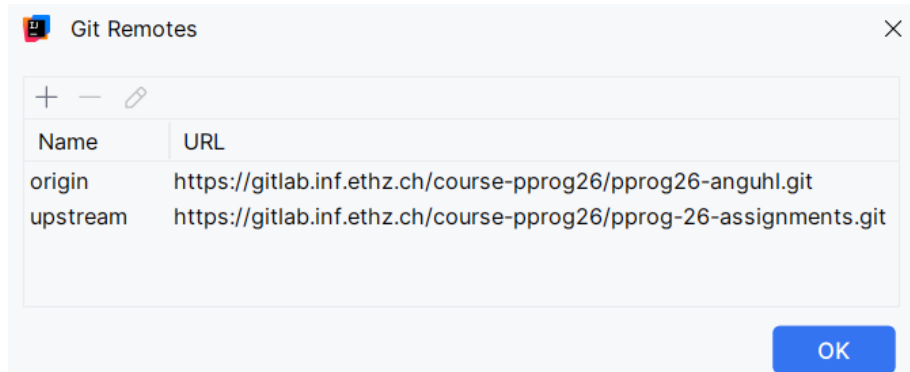 Git Remotes
Name URL
origin https://gitlab.inf.ethz.ch/course-pprog26/pprog26-anguhl.git
upstream https://gitlab.inf.ethz.ch/course-pprog26/pprog-26-assignments.git
OK